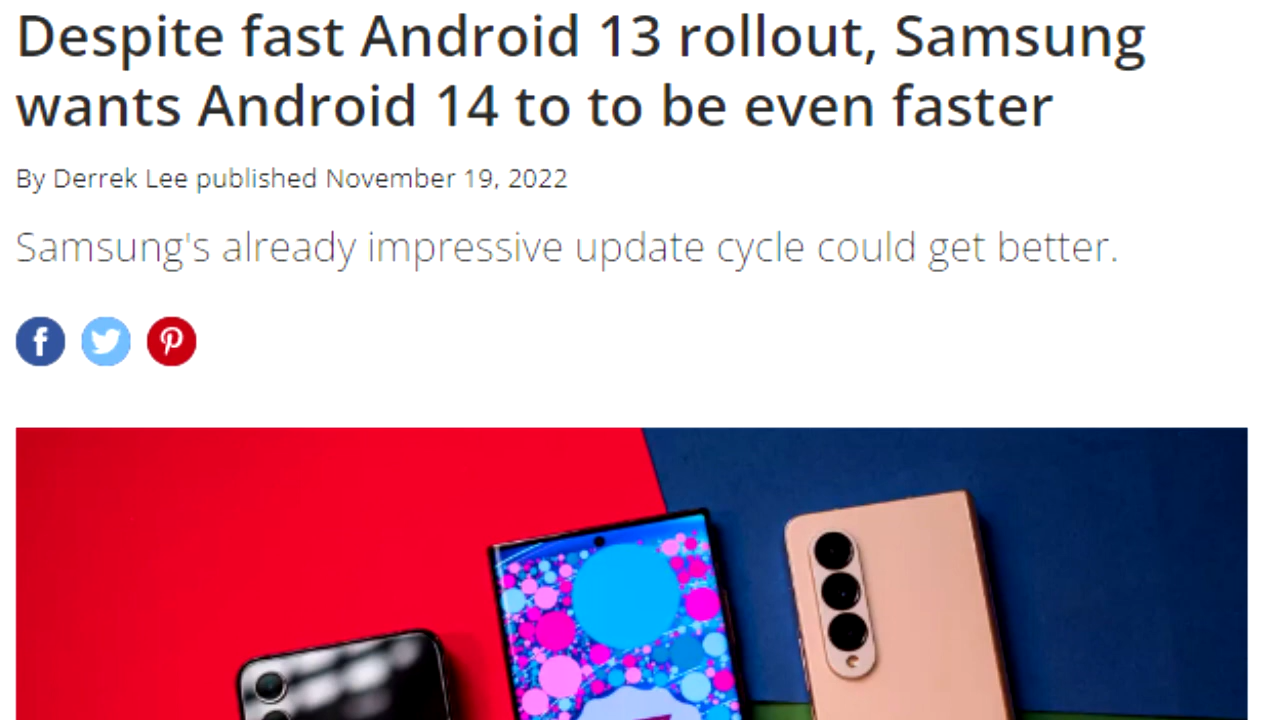 Despite fast Android 13 rollout, Samsung
wants Android 14 to to be even faster
By Derrek Lee published November 19, 2022
Samsung's already impressive update cycle could get better.